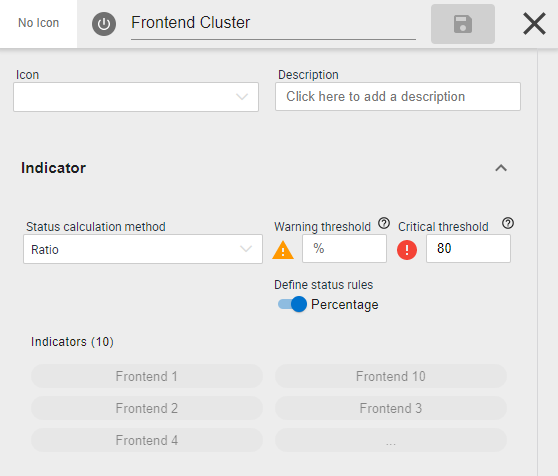 No Icon
Frontend Cluster
Icon
Description
Click here to add a description
Indicator
Status calculation method
Warning threshold ?
Critical threshold ?
Ratio
%
! 80
Define status rules
Percentage
Indicators (10)
Frontend 1
Frontend 10
Frontend 2
Frontend 3
Frontend 4
...